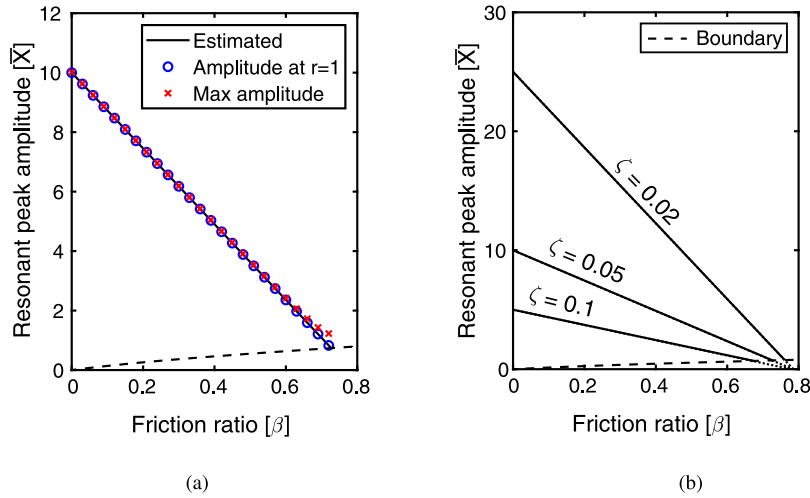 12
10
8
6
4
2
0
Resonant peak amplitude [X̅]
Estimated
Amplitude at r=1
Max amplitude
0
0.2
0.4
0.6
0.8
Friction ratio [β]
(a)
30
20
10
0
Resonant peak amplitude [X̅]
Boundary
ζ = 0.02
ζ = 0.05
ζ = 0.1
0
0.2
0.4
0.6
0.8
Friction ratio [β]
(b)